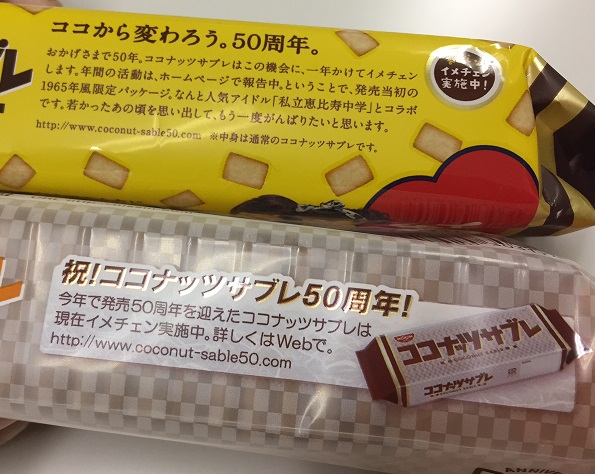 ブレ
ココから変わろう。50周年。
おかげさまで50年。ココナッツサブレはこの機会に、一年かけてイメチェン
します。年間の活動は、ホームページで報告中。ということで、発売当初の
1965年風限定パッケージ。なんと人気アイドル「私立恵比寿中学」とコラボ
です。若かったあの頃を思い出して、もう一度がんばりたいと思います。
http://www.coconut-sable50.com ※中身は通常のココナッツサブレです。
イメチェン
実施中!
祝!ココナッツサブレ50周年!
今年で発売50周年を迎えたココナッツサブレは
現在イメチェン実施中。詳しくはWebで。
http://www.coconut-sable50.com
ココナッツサブレ
ココナッツサブレ